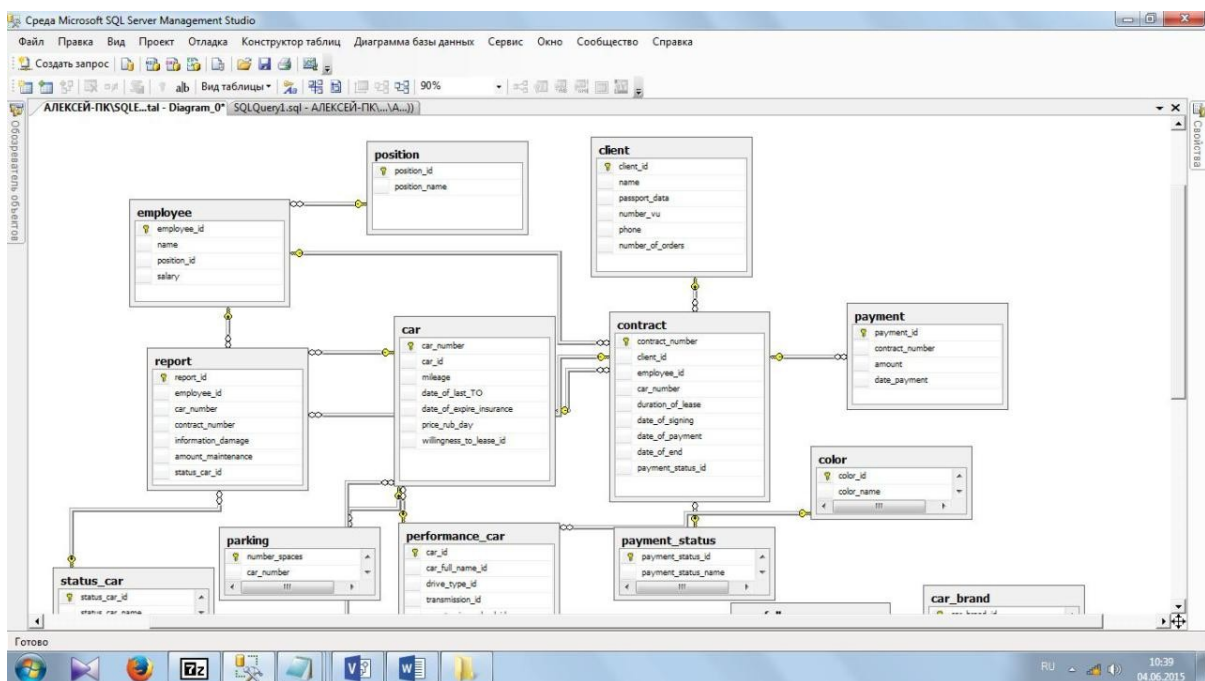 Среда Microsoft SQL Server Management Studio
Файл Правка Вид Проект Отладка Конструктор таблиц Диаграмма базы данных Сервис Окно Сообщество Справка
Создать запрос
Вид таблицы 90%
АЛЕКСЕЙ-ПК\SQLE...tal - Diagram_0* SQLQuery1.sql - АЛЕКСЕЙ-ПК\...\А...))
Обозреватель объектов
Свойства
position
position_id
position_name
client
client_id
name
passport_data
number_vu
phone
number_of_orders
employee
employee_id
name
position_id
salary
car
car_number
car_id
mileage
date_of_last_TO
date_of_expire_insurance
price_rub_day
willingness_to_lease_id
contract
contract_number
client_id
employee_id
car_number
duration_of_lease
date_of_signing
date_of_payment
date_of_end
payment_status_id
payment
payment_id
contract_number
amount
date_payment
report
report_id
employee_id
car_number
contract_number
information_damage
amount_maintenance
status_car_id
color
color_id
color_name
parking
number_spaces
car_number
performance_car
car_id
car_full_name_id
drive_type_id
transmission_id
payment_status
payment_status_id
payment_status_name
status_car
status_car_id
status_car_name
car_brand
car_brand_id
Готово
RU 10:39
04.06.2015